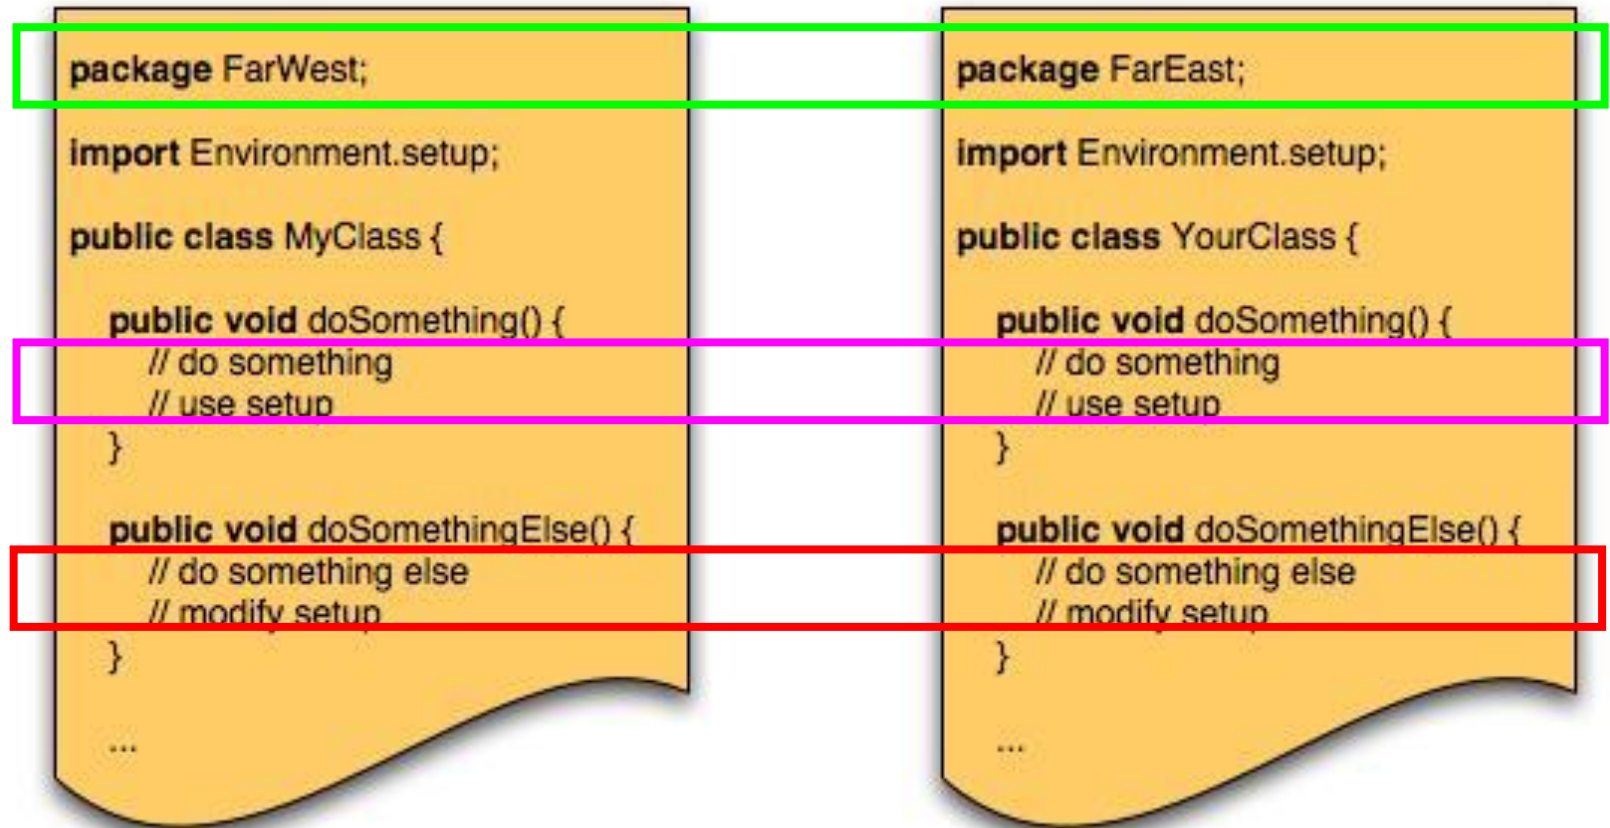 package FarWest;
import Environment.setup;
public class MyClass {
public void doSomething() {
// do something
// use setup
}
public void doSomethingElse() {
// do something else
// modify setup
}
...
package FarEast;
import Environment.setup;
public class YourClass {
public void doSomething() {
// do something
// use setup
}
public void doSomethingElse() {
// do something else
// modify setup
}
...